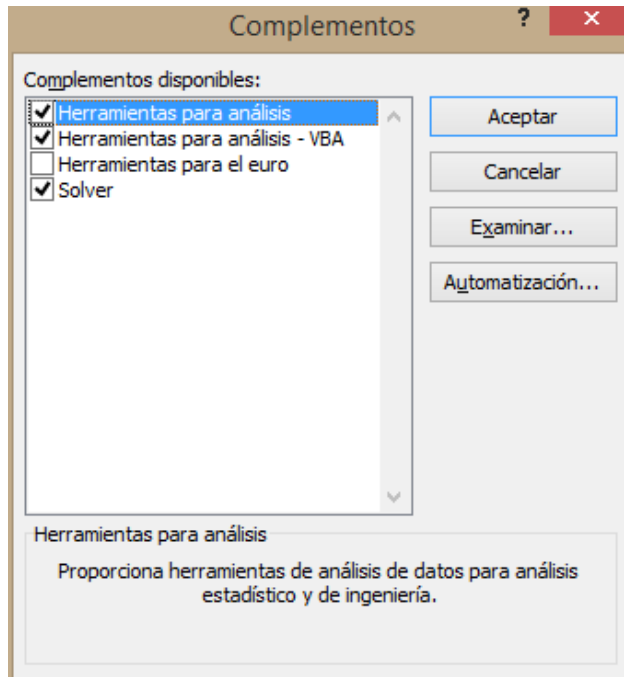 Complementos
?
×
Complementos disponibles:
Herramientas para análisis
Herramientas para análisis - VBA
Herramientas para el euro
Solver
Aceptar
Cancelar
Examinar...
Automatización...
Herramientas para análisis
Proporciona herramientas de análisis de datos para análisis
estadístico y de ingeniería.